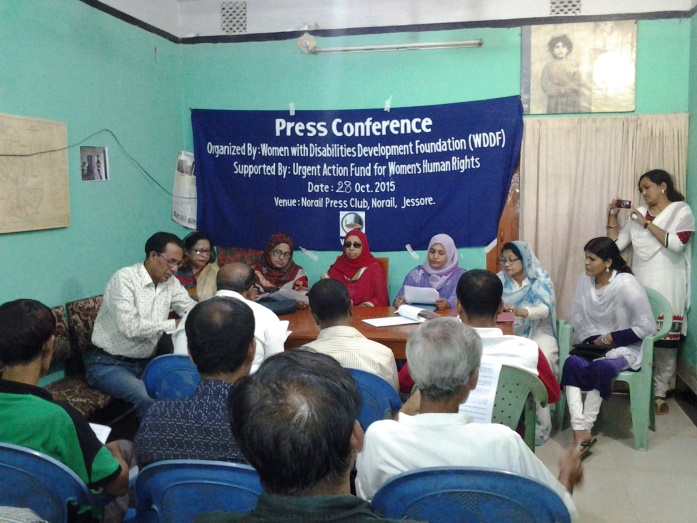 Press Conference
Organized By : Women with Disabilities Development Foundation (WDDF)
Supported By : Urgent Action Fund for Women's Human Rights
Date : 28 Oct. 2015
Venue : Norail Press Club, Norail, Jessore.